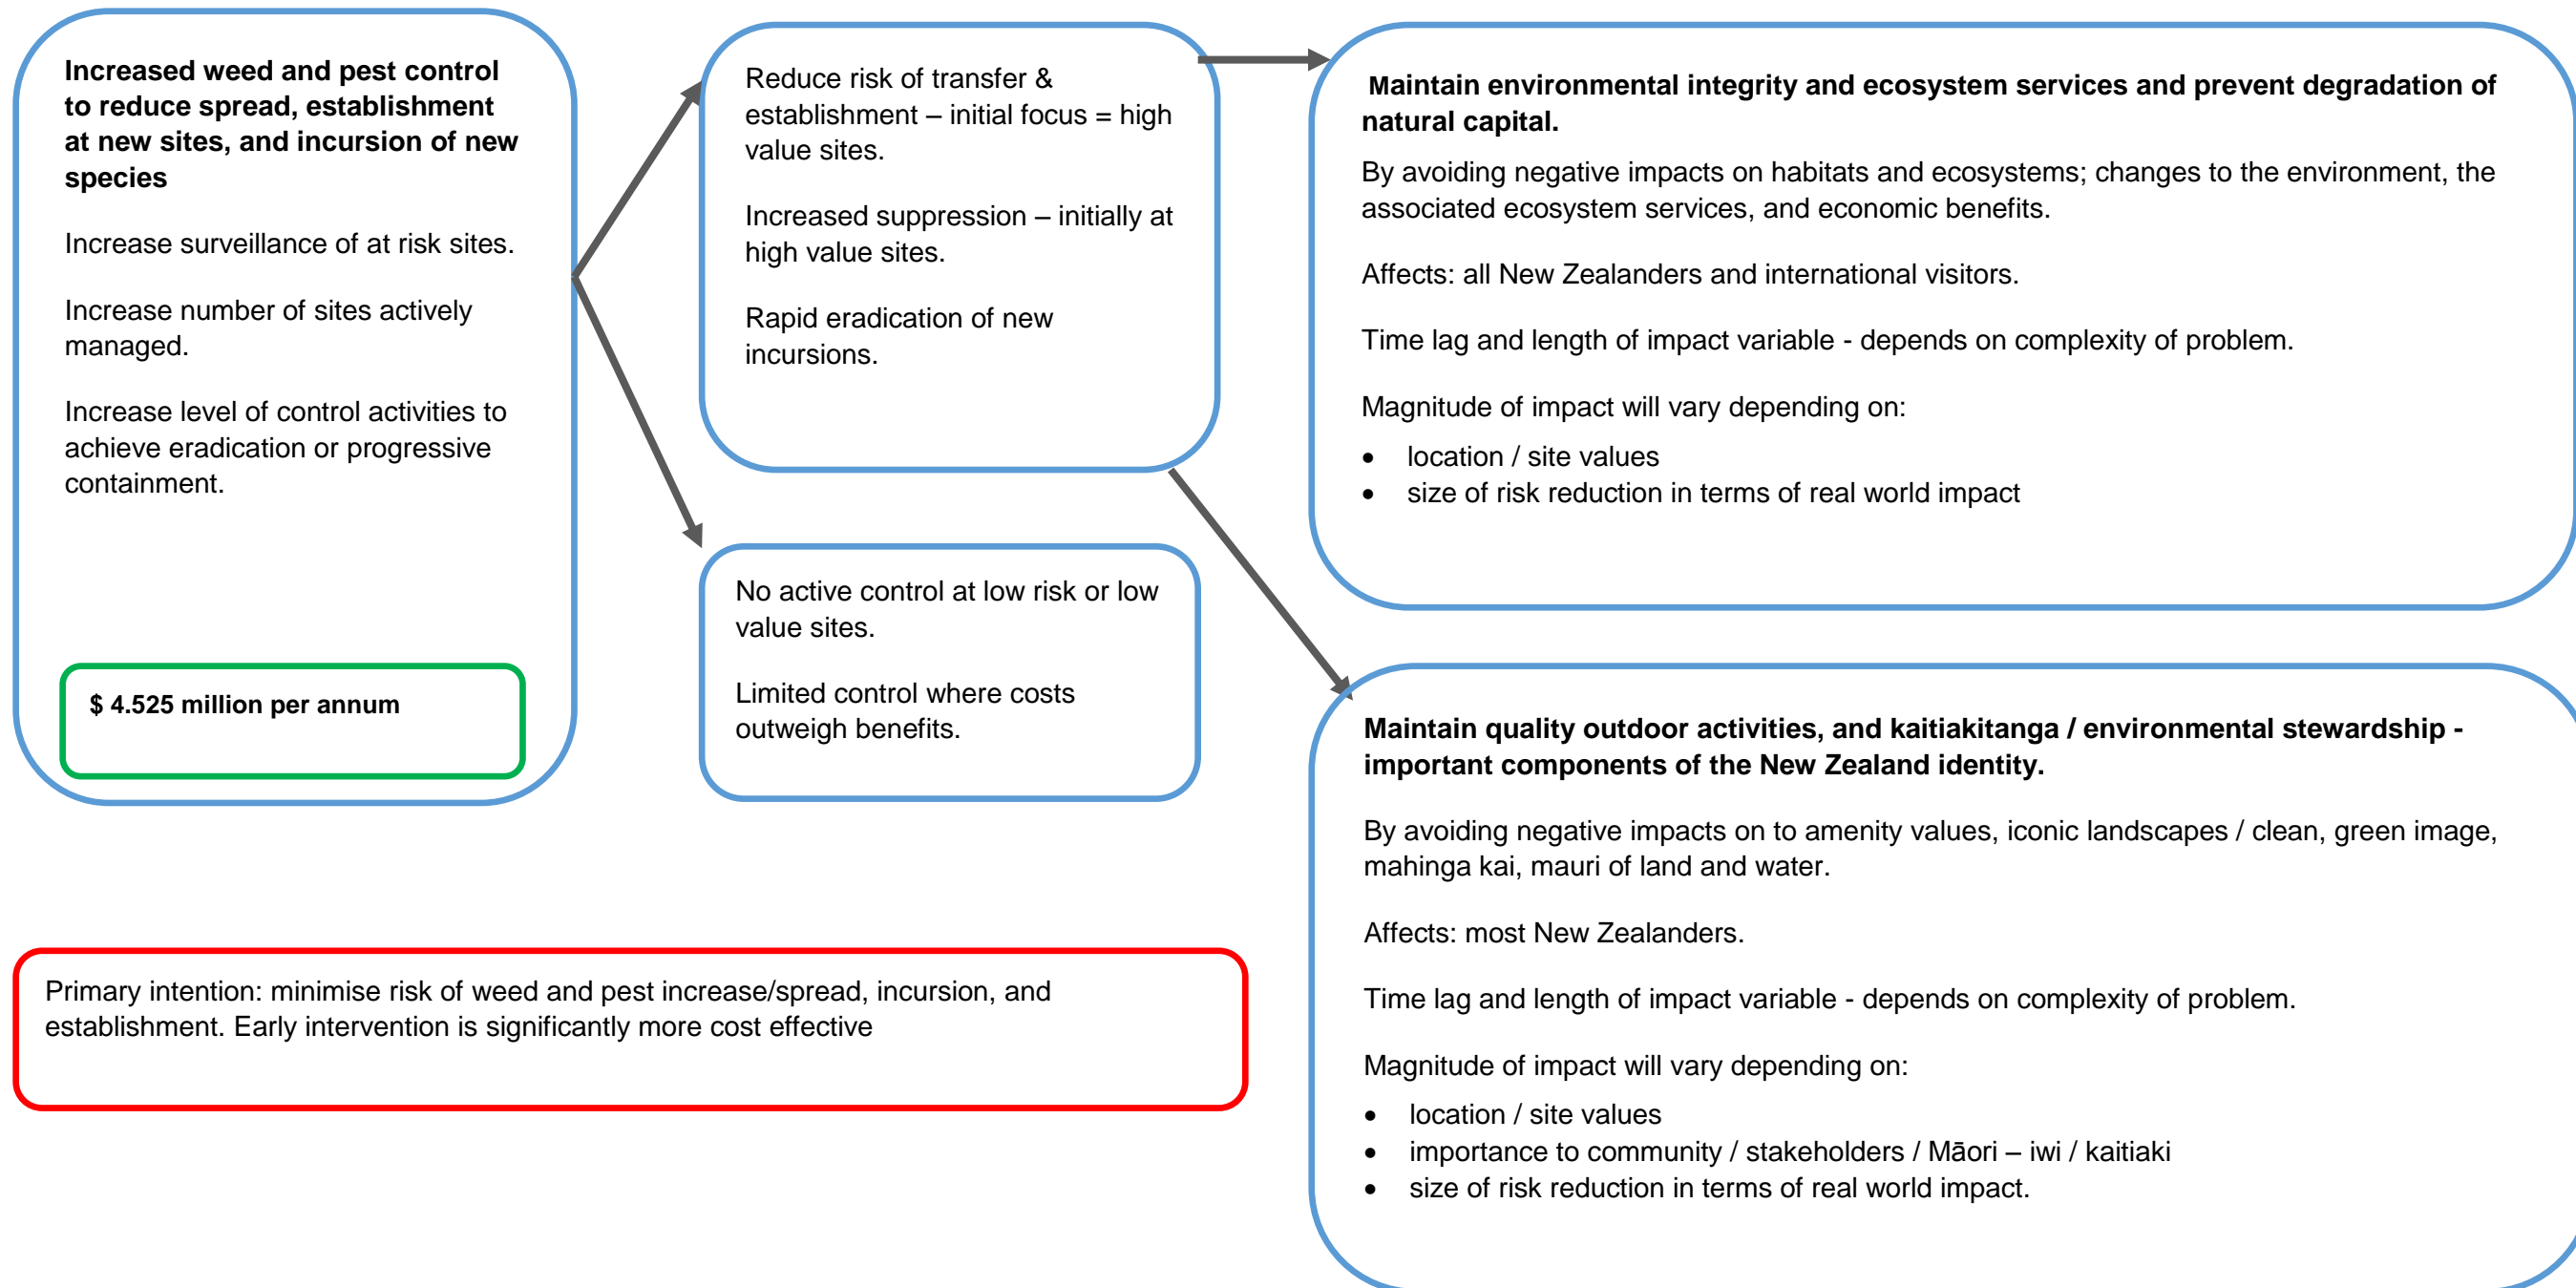 Increased weed and pest control
to reduce spread, establishment
at new sites, and incursion of new
species
Increase surveillance of at risk sites.
Increase number of sites actively
managed.
Increase level of control activities to
achieve eradication or progressive
containment.
$ 4.525 million per annum
Reduce risk of transfer &
establishment – initial focus = high
value sites.
Increased suppression – initially at
high value sites.
Rapid eradication of new
incursions.
No active control at low risk or low
value sites.
Limited control where costs
outweigh benefits.
Maintain environmental integrity and ecosystem services and prevent degradation of
natural capital.
By avoiding negative impacts on habitats and ecosystems; changes to the environment, the
associated ecosystem services, and economic benefits.
Affects: all New Zealanders and international visitors.
Time lag and length of impact variable - depends on complexity of problem.
Magnitude of impact will vary depending on:
• location / site values
• size of risk reduction in terms of real world impact
Maintain quality outdoor activities, and kaitiakitanga / environmental stewardship -
important components of the New Zealand identity.
By avoiding negative impacts on to amenity values, iconic landscapes / clean, green image,
mahinga kai, mauri of land and water.
Affects: most New Zealanders.
Time lag and length of impact variable - depends on complexity of problem.
Magnitude of impact will vary depending on:
• location / site values
• importance to community / stakeholders / Māori – iwi / kaitiaki
• size of risk reduction in terms of real world impact.
Primary intention: minimise risk of weed and pest increase/spread, incursion, and
establishment. Early intervention is significantly more cost effective